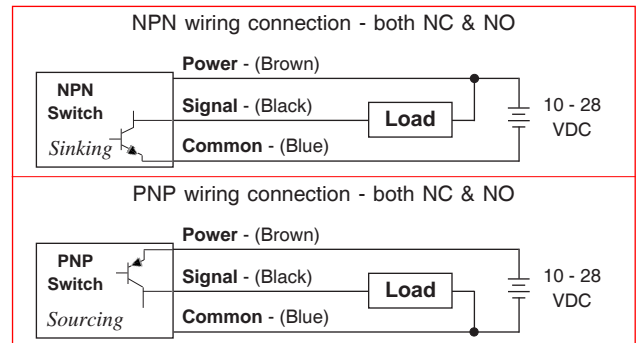 NPN wiring connection - both NC & NO
Power - (Brown)
NPN
Switch
Signal - (Black)
Load
10 - 28
VDC
Sinking
Common - (Blue)
PNP wiring connection - both NC & NO
Power - (Brown)
PNP
Switch
Signal - (Black)
Load
10 - 28
VDC
Sourcing
Common - (Blue)